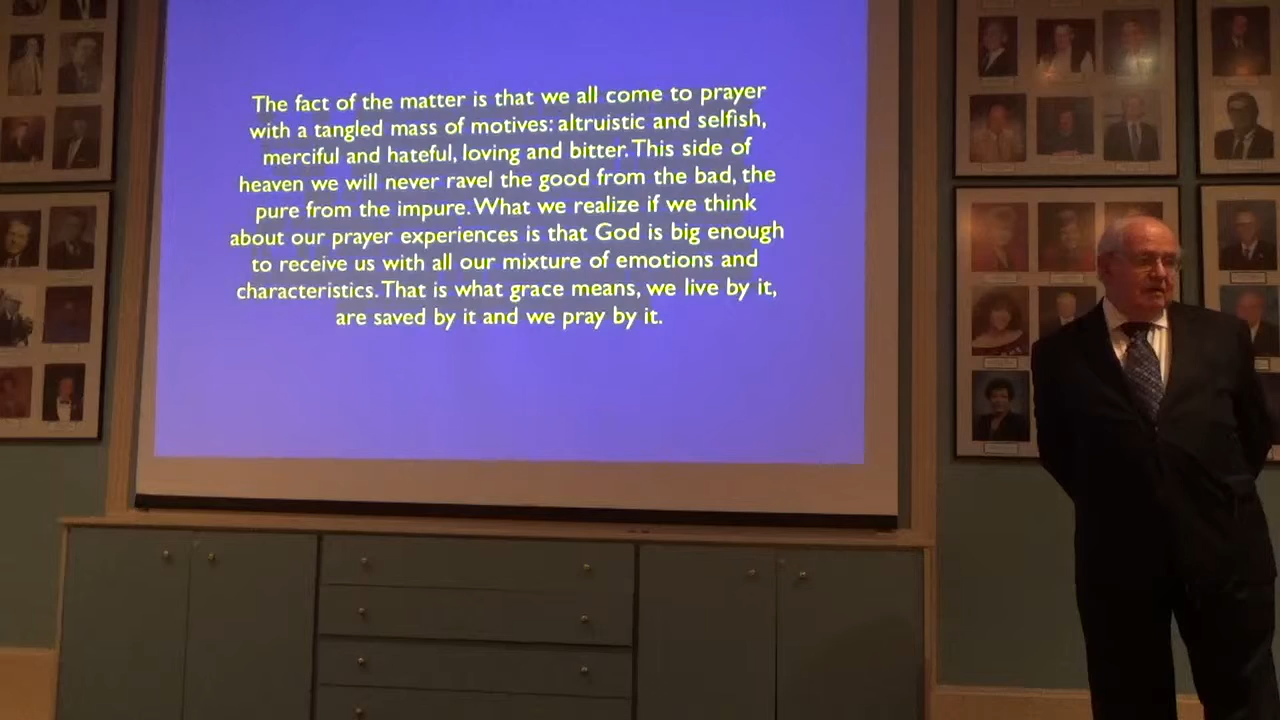 The fact of the matter is that we all come to prayer
with a tangled mass of motives: altruistic and selfish,
merciful and hateful, loving and bitter. This side of
heaven we will never ravel the good from the bad, the
pure from the impure. What we realize if we think
about our prayer experiences is that God is big enough
to receive us with all our mixture of emotions and
characteristics. That is what grace means, we live by it,
are saved by it and we pray by it.